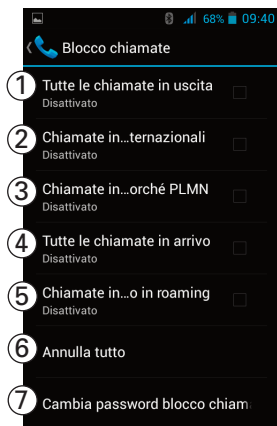 68% 09:40
Blocco chiamate
1 Tutte le chiamate in uscita
Disattivato
2 Chiamate in...ternazionali
Disattivato
3 Chiamate in...orché PLMN
Disattivato
4 Tutte le chiamate in arrivo
Disattivato
5 Chiamate in...o in roaming
Disattivato
6 Annulla tutto
7 Cambia password blocco chiam